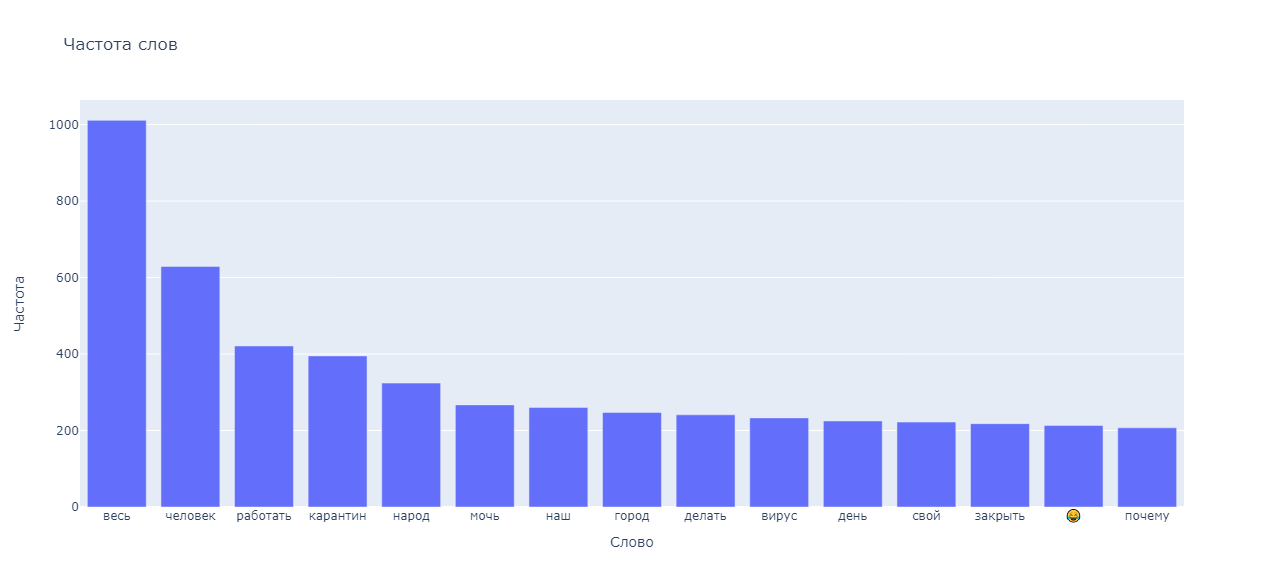 Частота слов
1000
800
600
400
200
0
Частота
весь человек работать карантин народ мочь наш город делать вирус день свой закрыть 😂 почему
Слово